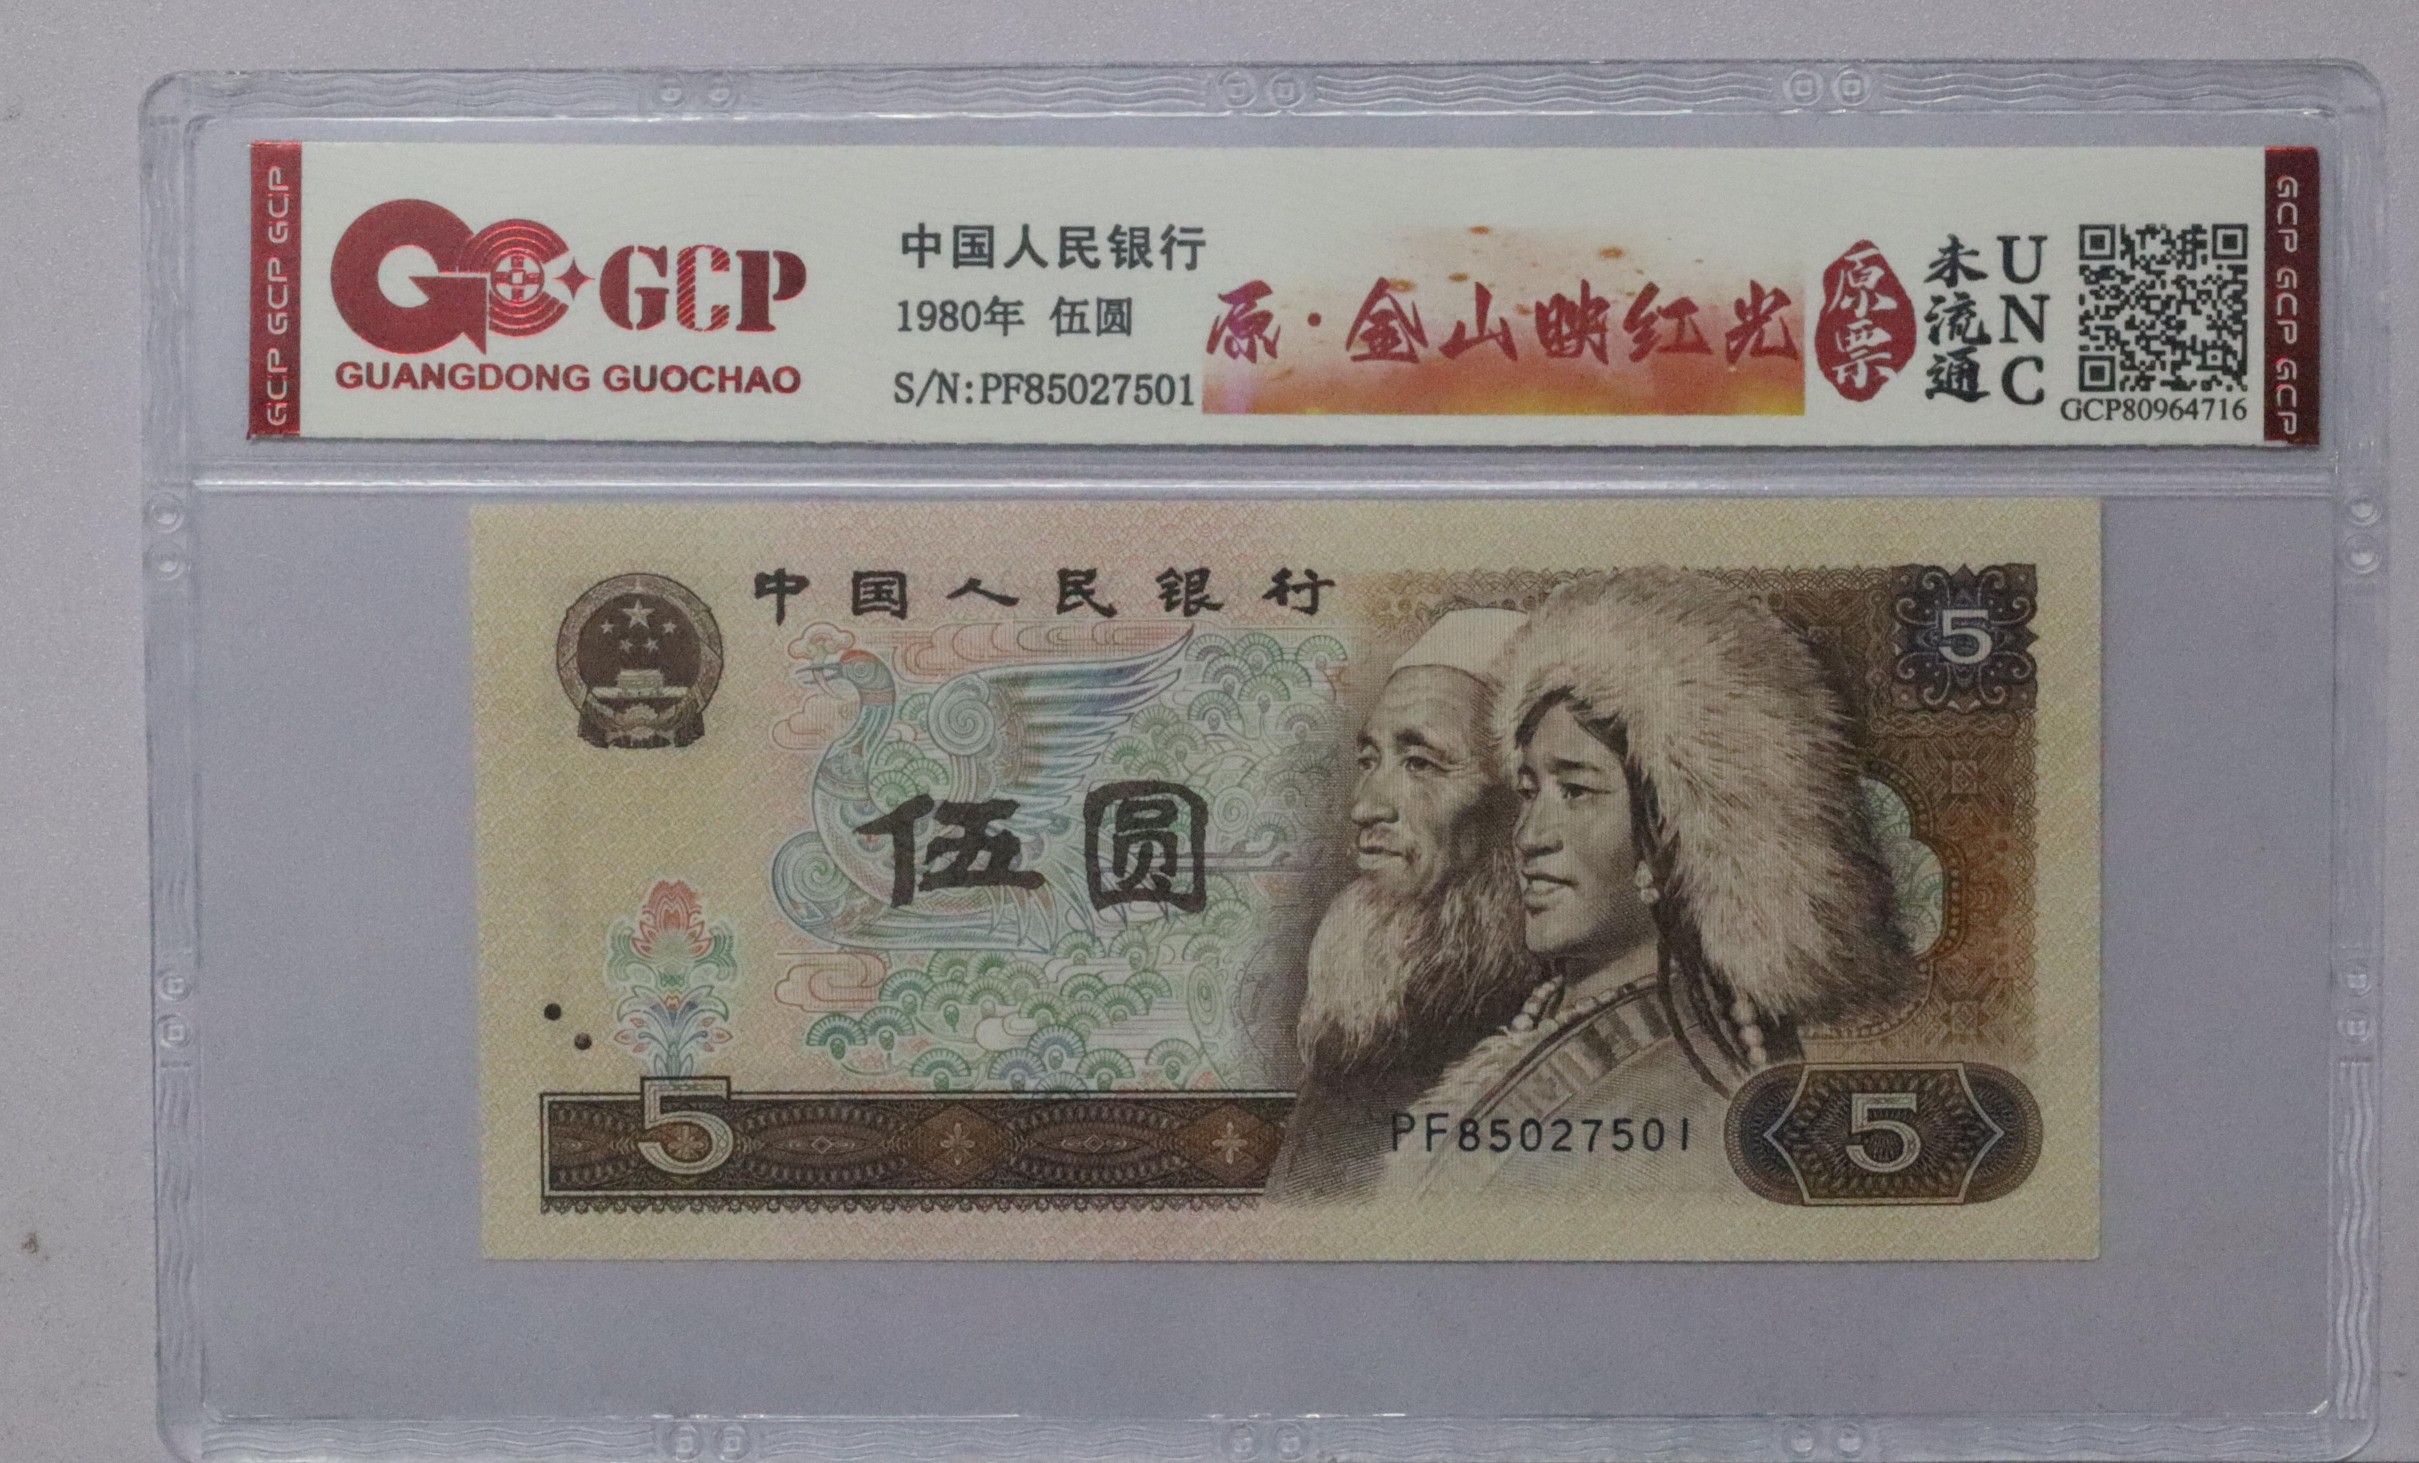 GCP GCP GCP
GCP
GUANGDONG GUOCHAO
中国人民银行
1980年 伍圆
S/N:PF85027501
原·金山映红光
原票
未流通
UNC
GCP80964716
GCP GCP GCP
中国人民银行
5
伍圆
5
PF85027501
5